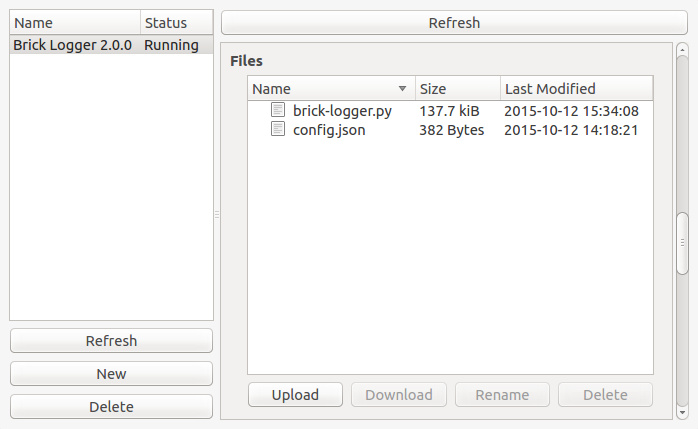 Name Status
Brick Logger 2.0.0 Running
Refresh
New
Delete
Refresh
Files
Name Size Last Modified
brick-logger.py 137.7 kiB 2015-10-12 15:34:08
config.json 382 Bytes 2015-10-12 14:18:21
Upload Download Rename Delete